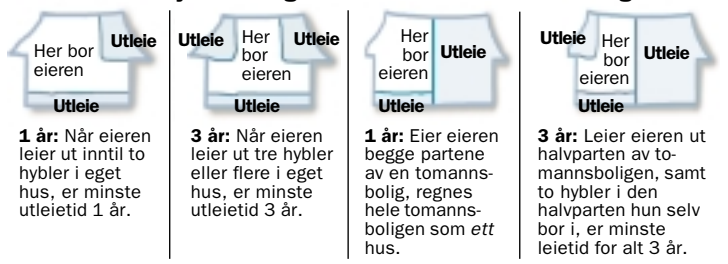 Her bor
eieren
Utleie
Utleie
1 år: Når eieren
leier ut inntil to
hybler i eget
hus, er minste
utleietid 1 år.
Utleie
Her
bor
eieren
Utleie
Utleie
3 år: Når eieren
leier ut tre hybler
eller flere i eget
hus, er minste
utleietid 3 år.
Her
bor
eieren
Utleie
Utleie
1 år: Eier eieren
begge partene
av en tomanns-
bolig, regnes
hele tomanns-
boligen som ett
hus.
Utleie
Her
bor
eieren
Utleie
Utleie
3 år: Leier eieren ut
halvparten av to-
mannsboligen, samt
to hybler i den
halvparten hun selv
bor i, er minste
leietid for alt 3 år.